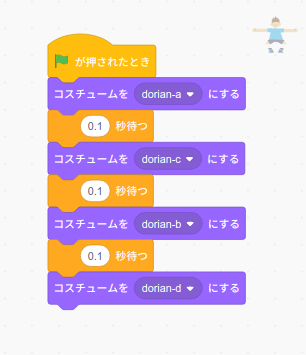 が押されたとき
コスチュームを dorian-a にする
0.1 秒待つ
コスチュームを dorian-c にする
0.1 秒待つ
コスチュームを dorian-b にする
0.1 秒待つ
コスチュームを dorian-d にする